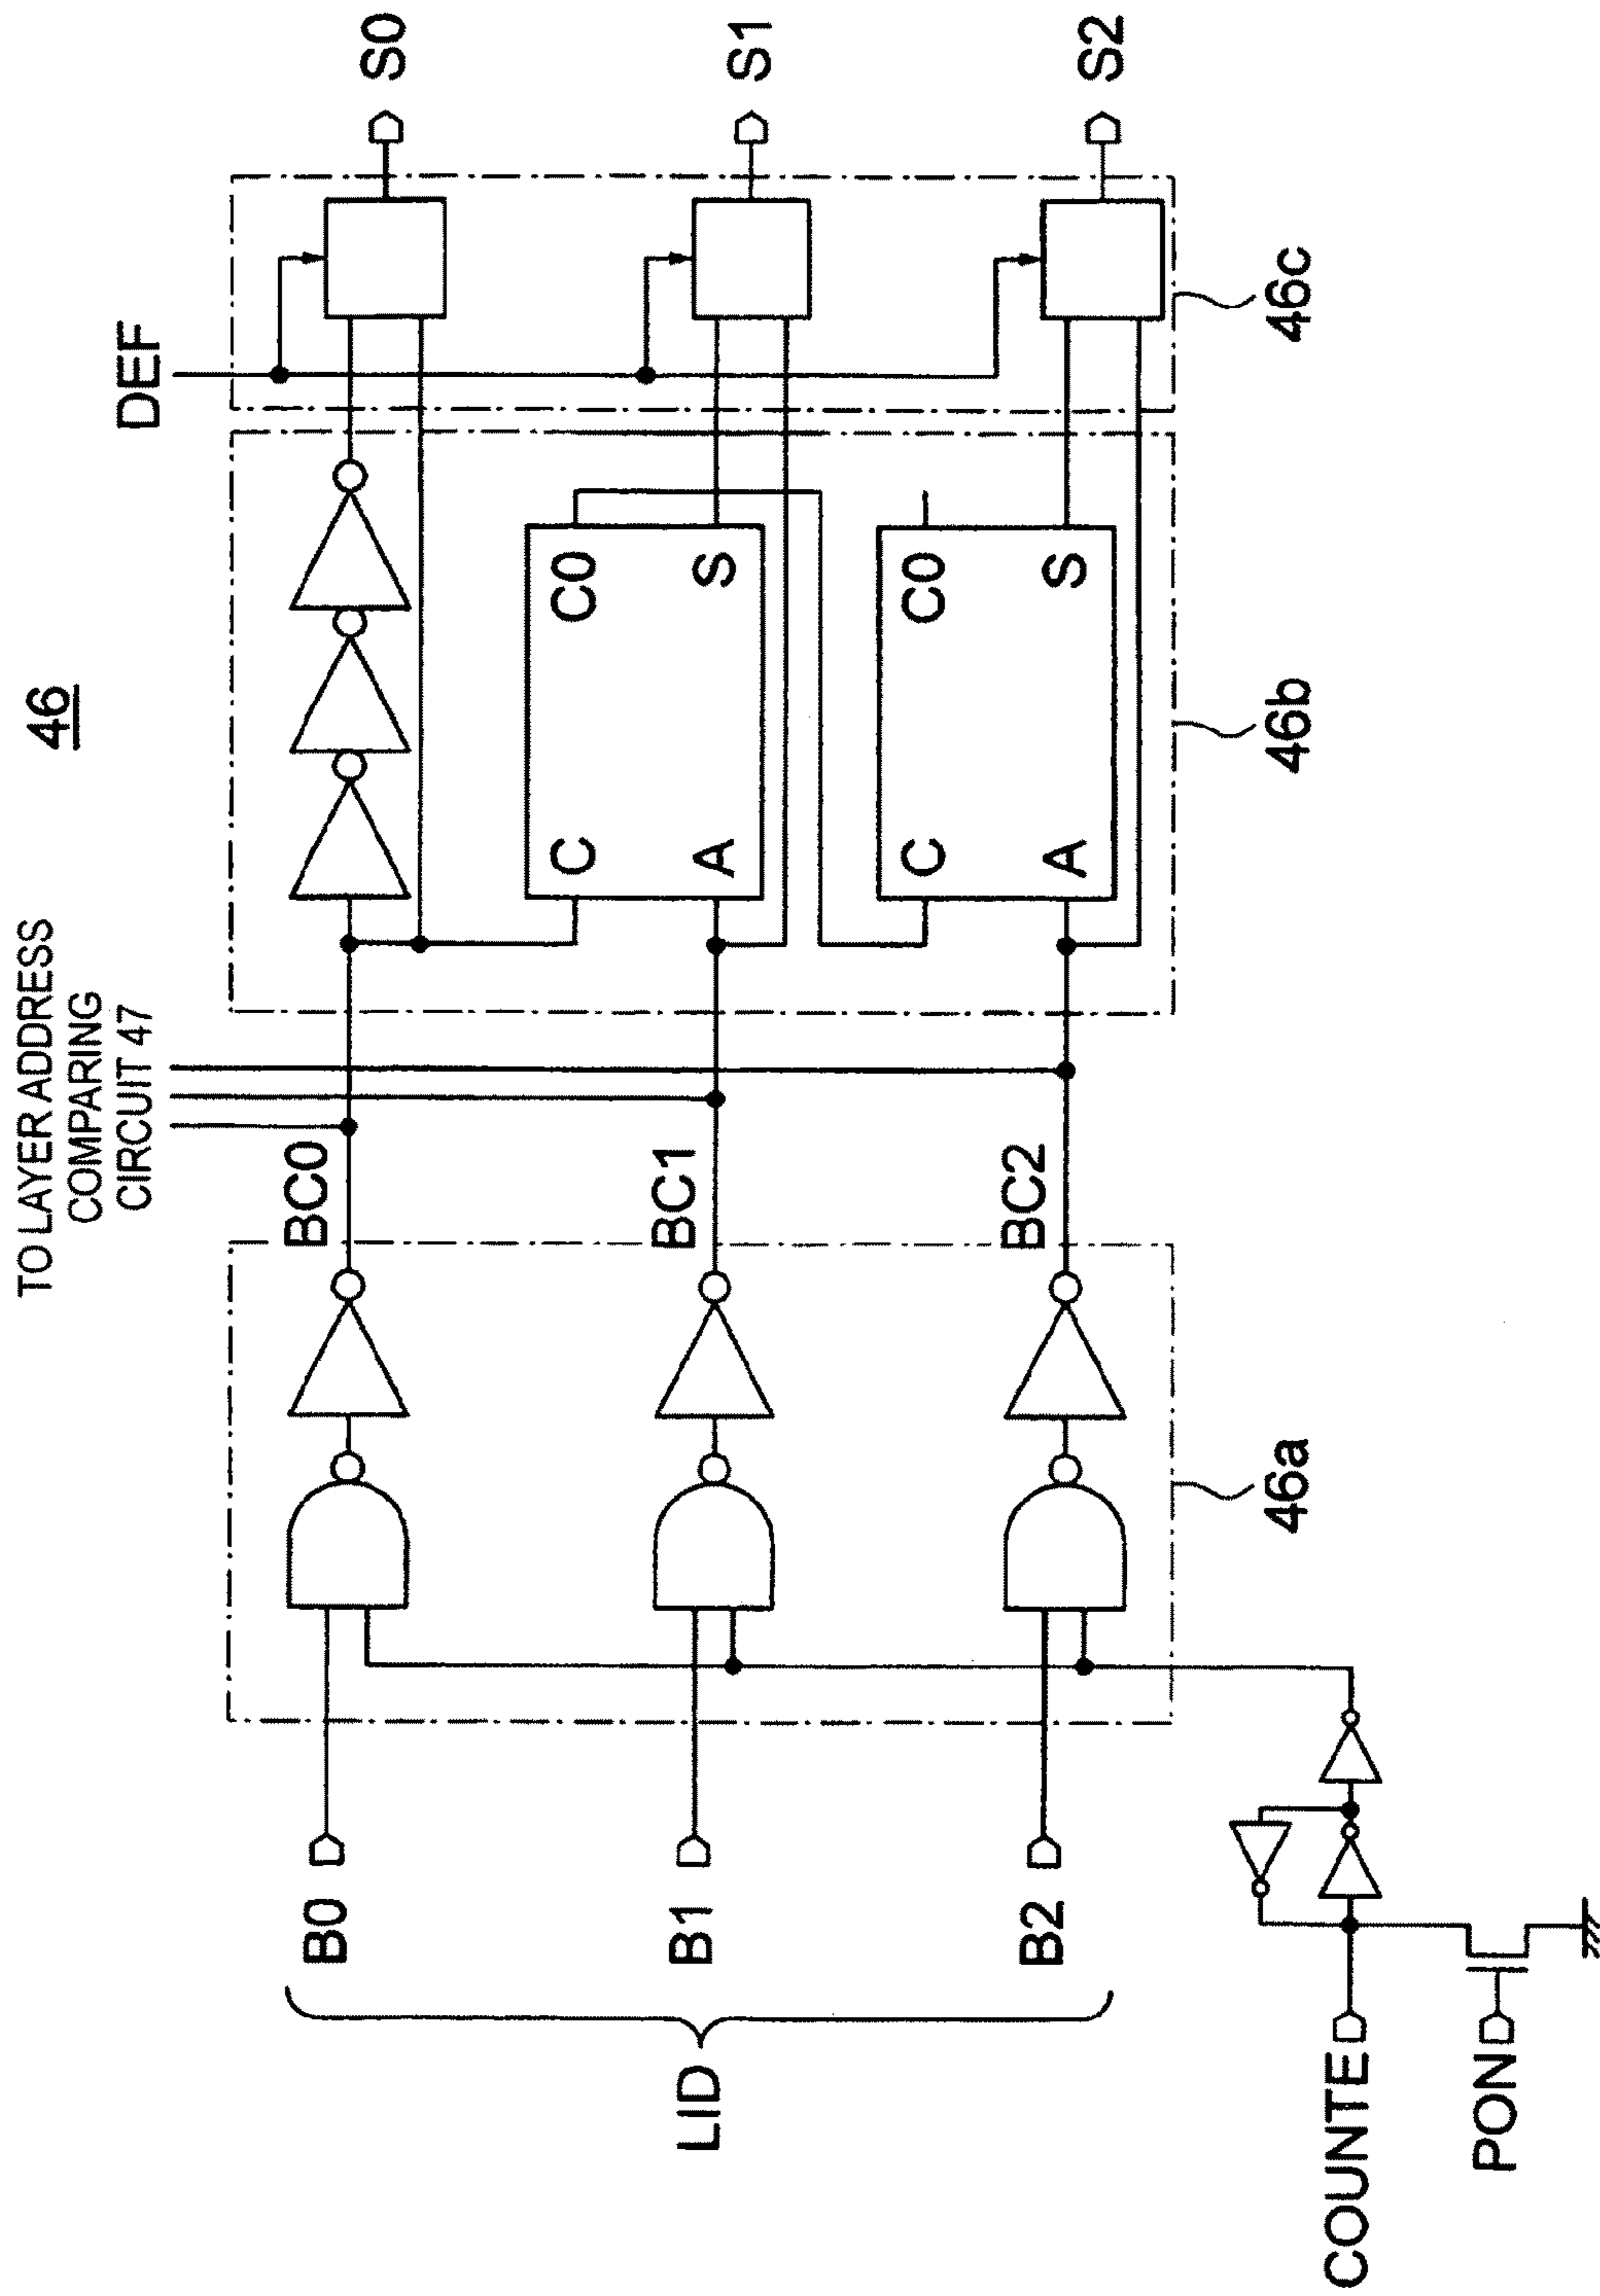 46
TO LAYER ADDRESS
COMPARING
CIRCUIT 47
DEF
B0
B1
B2
LID
COUNTE
PON
BC0
BC1
BC2
C
C0
A
S
C
C0
A
S
S0
S1
S2
46a
46b
46c